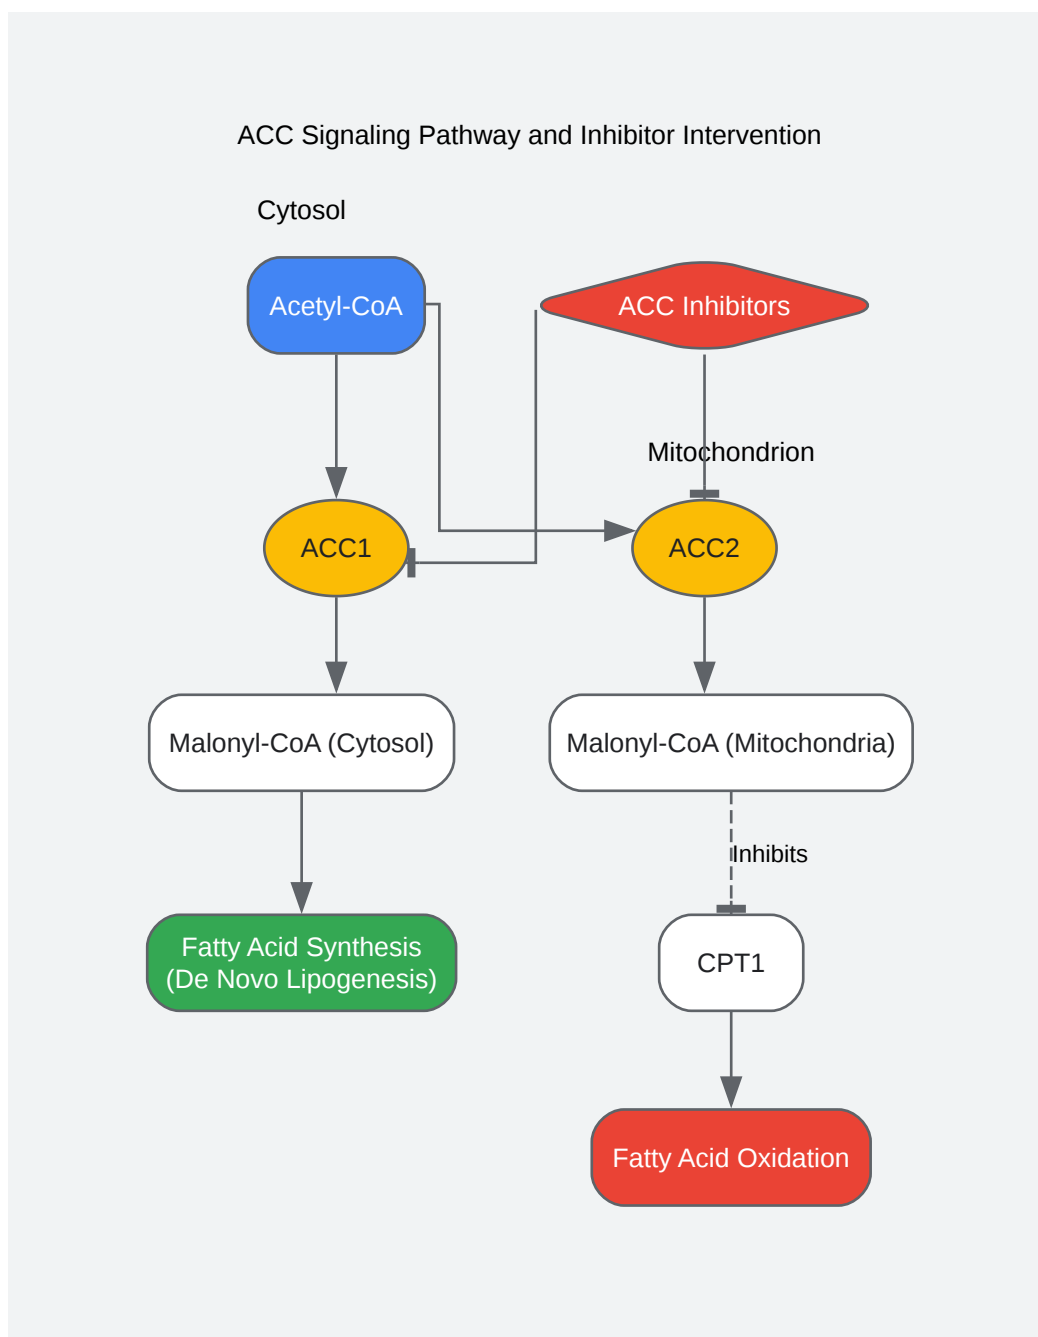 ACC Signaling Pathway and Inhibitor Intervention
Cytosol
Acetyl-CoA
ACC Inhibitors
Mitochondrion
ACC1
ACC2
Malonyl-CoA (Cytosol)
Malonyl-CoA (Mitochondria)
Inhibits
Fatty Acid Synthesis
(De Novo Lipogenesis)
CPT1
Fatty Acid Oxidation